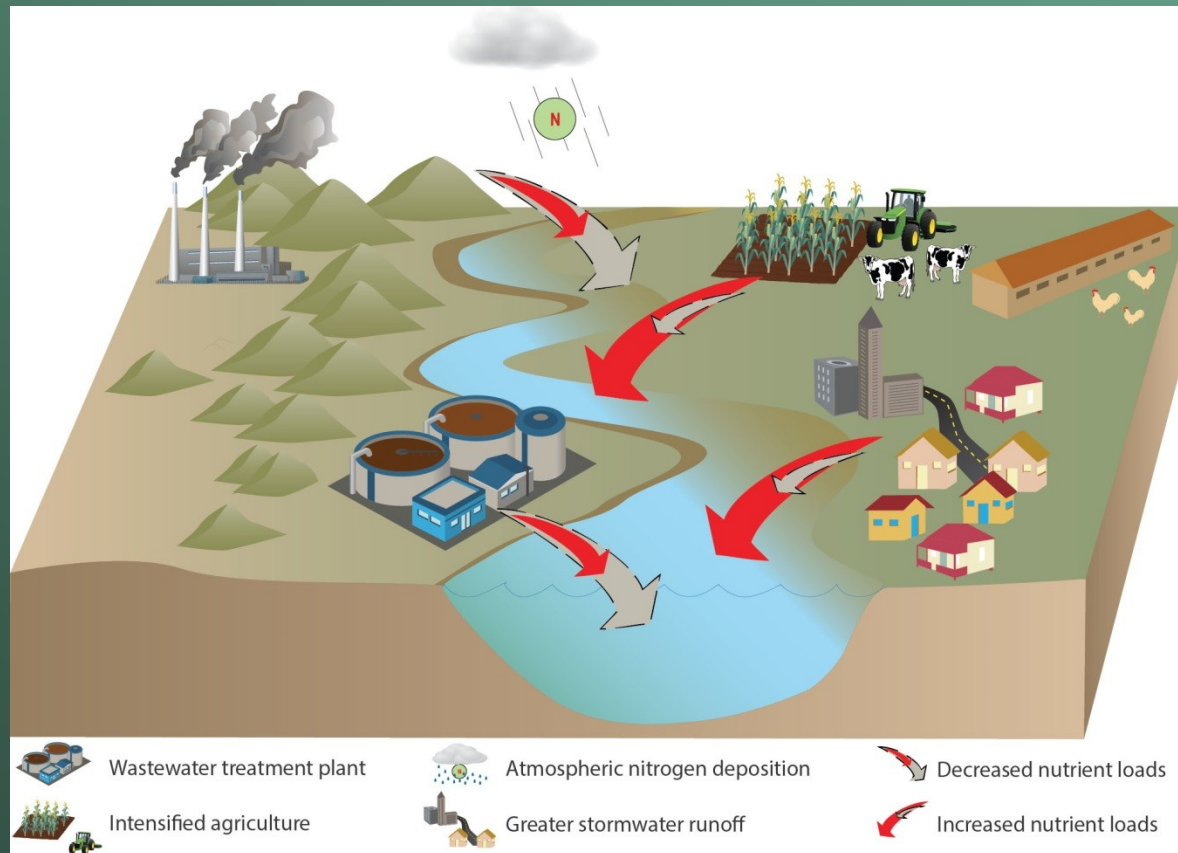 N
Wastewater treatment plant
Atmospheric nitrogen deposition
Decreased nutrient loads
Intensified agriculture
Greater stormwater runoff
Increased nutrient loads